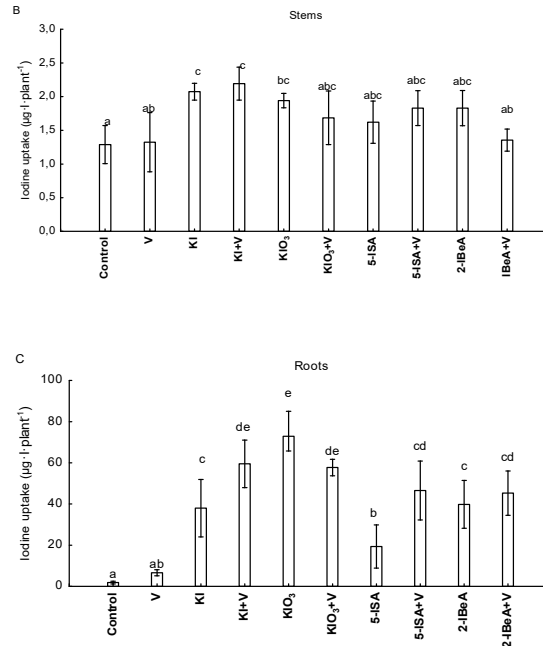 B
Stems
Iodine uptake (µg·I·plant⁻¹)
3,0
2,5
2,0
1,5
1,0
0,5
0,0
a
ab
c
c
bc
abc
abc
abc
abc
ab
Control
V
KI
KI+V
KIO₃
KIO₃+V
5-ISA
5-ISA+V
2-IBeA
IBeA+V
C
Roots
Iodine uptake (µg·I·plant⁻¹)
100
80
60
40
20
0
a
ab
c
de
e
de
b
cd
c
cd
Control
V
KI
KI+V
KIO₃
KIO₃+V
5-ISA
5-ISA+V
2-IBeA
2-IBeA+V